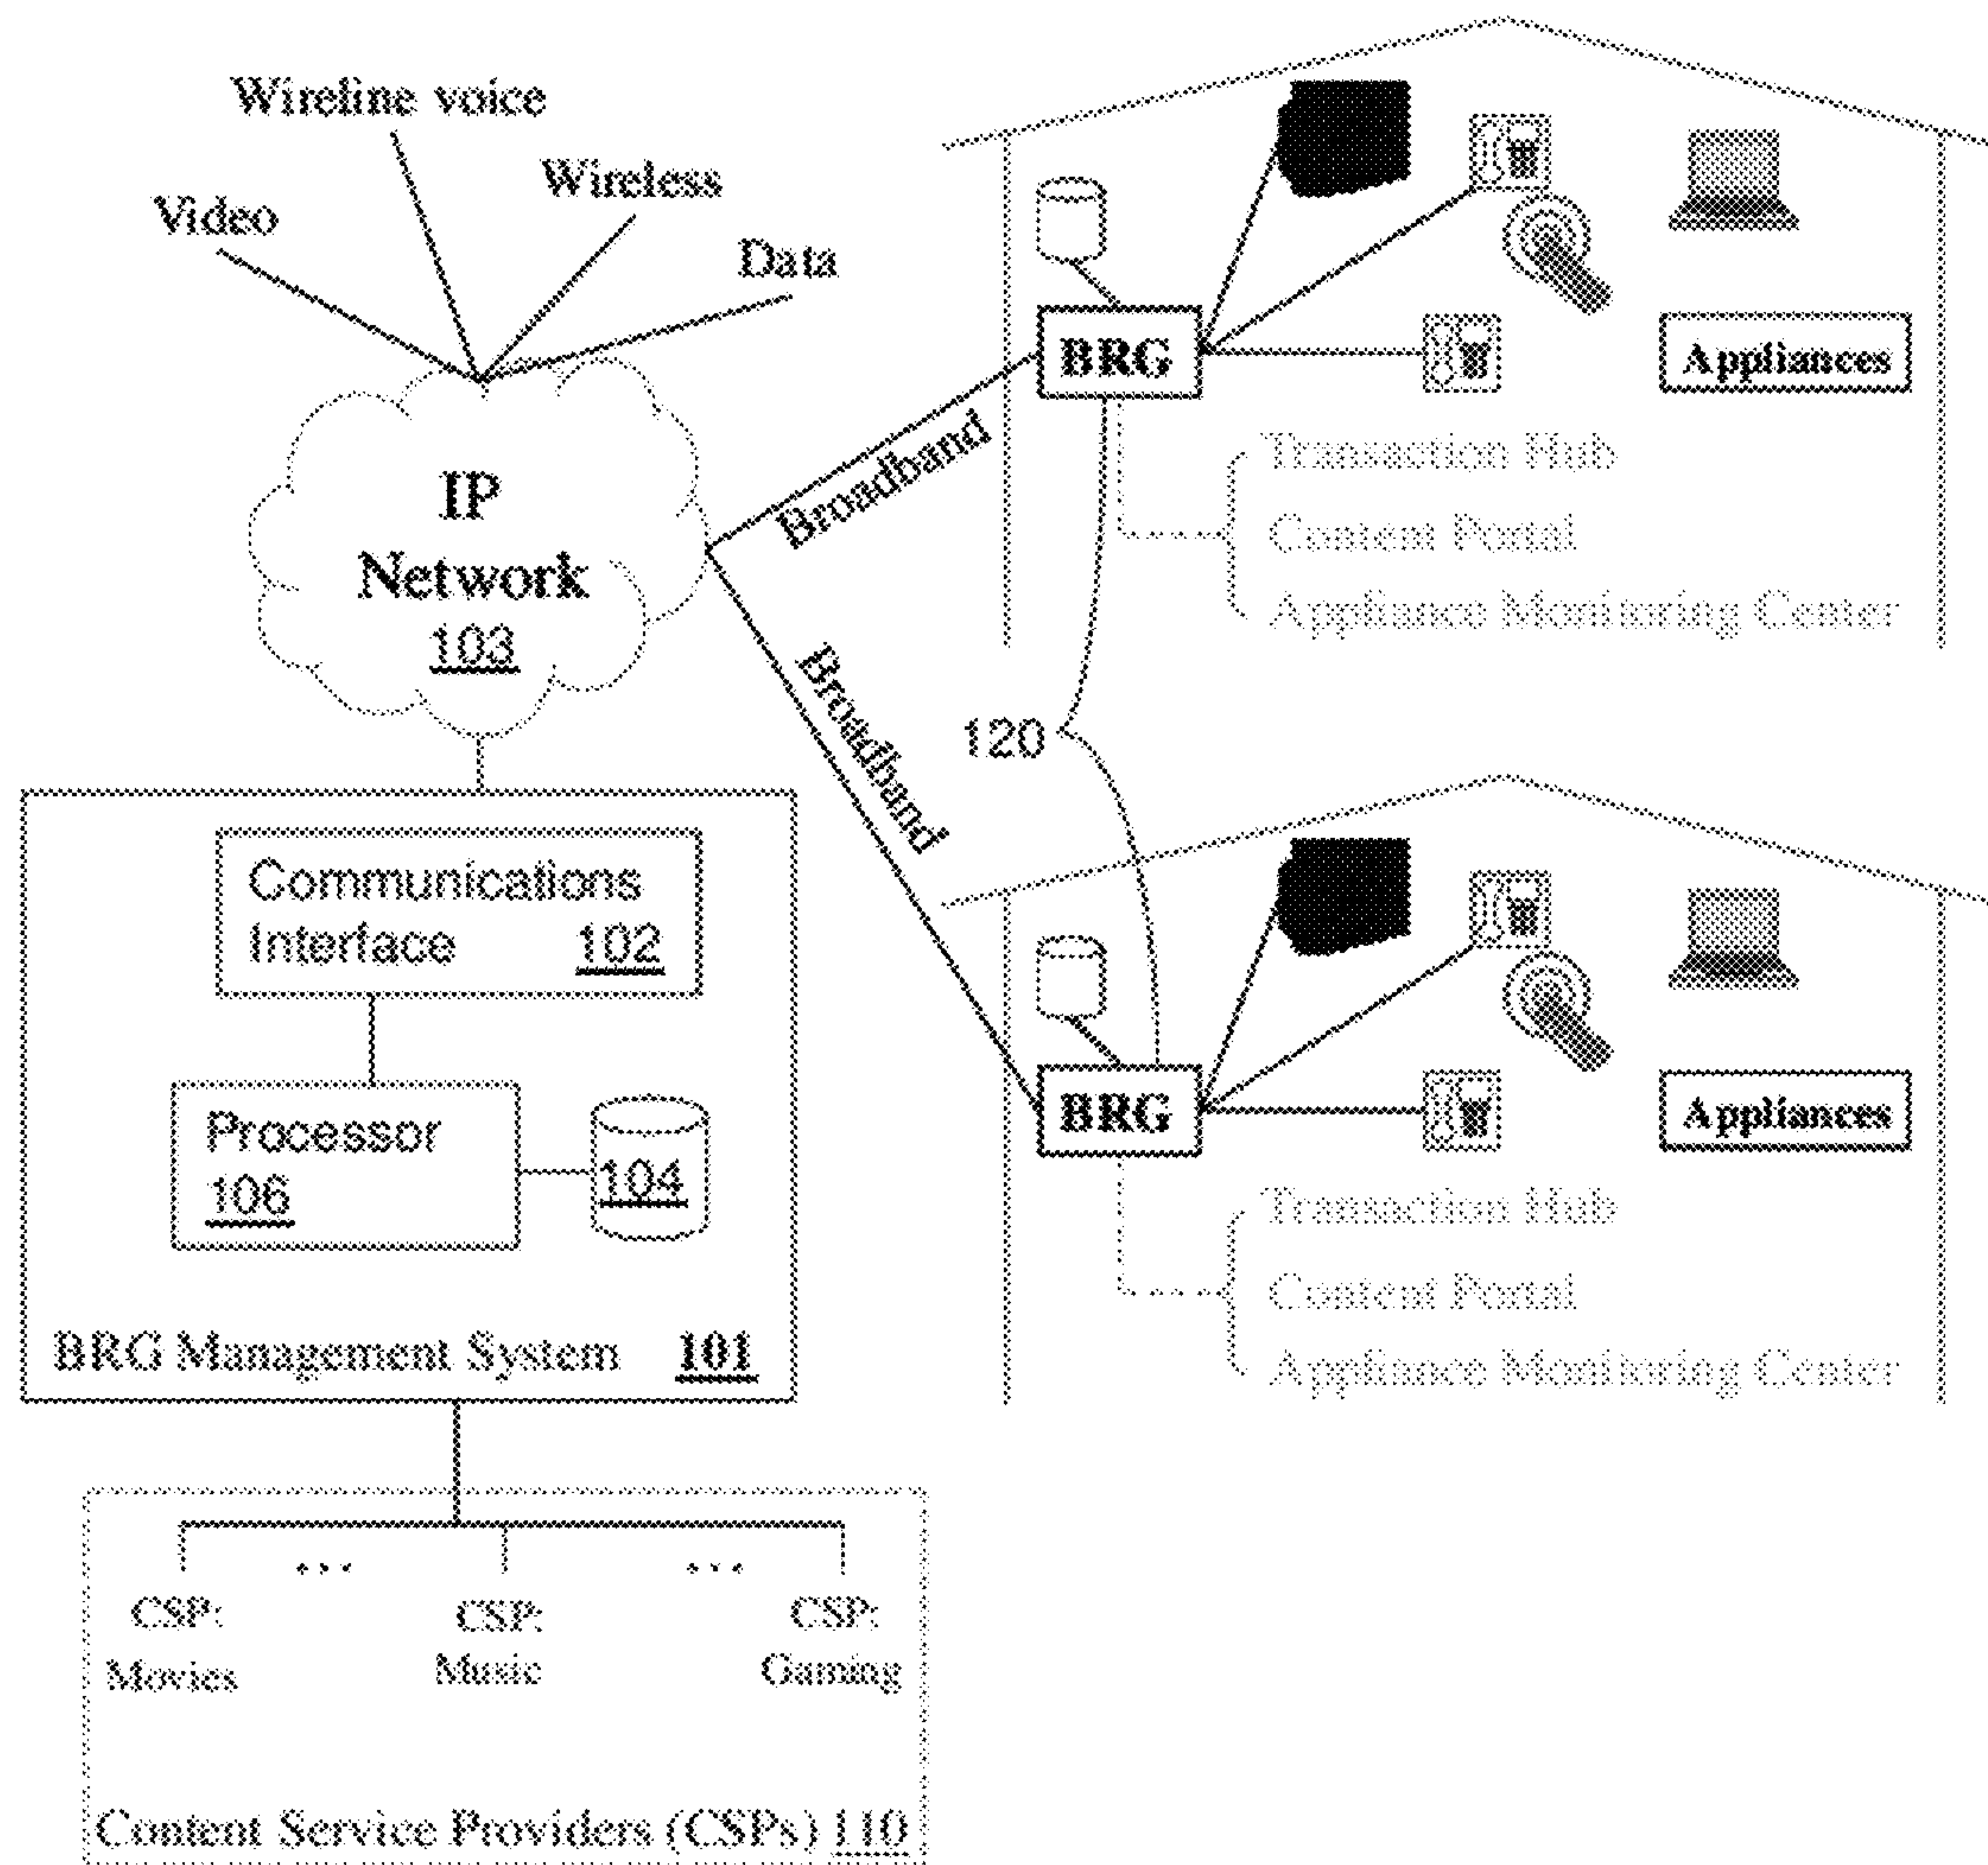 Wireline voice
Wireless
Video
Data
IP
Network
103
Broadband
Broadband
BRG
Appliances
Transaction Hub
Content Portal
Appliance Monitoring Center
120
BRG
Appliances
Transaction Hub
Content Portal
Appliance Monitoring Center
Communications
Interface 102
Processor
106
104
BRG Management System 101
CSP:
Movies
...
CSP:
Music
...
CSP:
Gaming
Content Service Providers (CSPs) 110